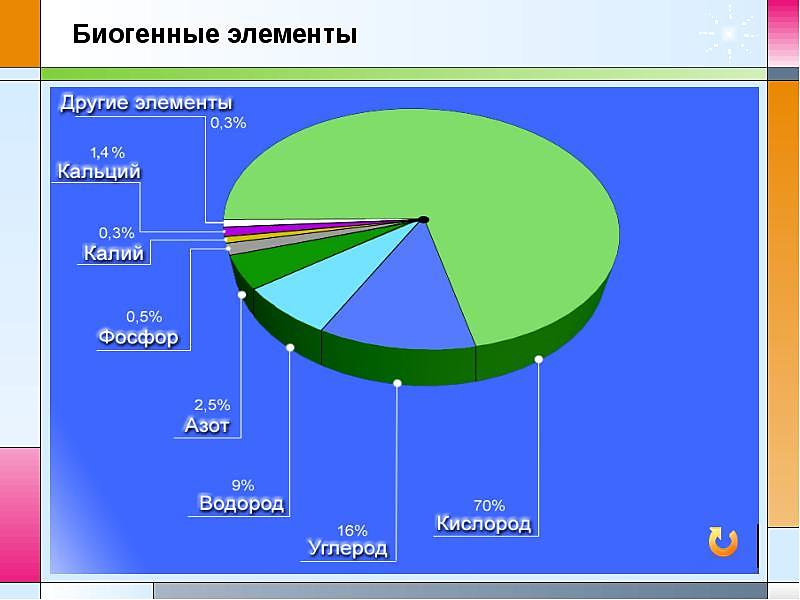 Биогенные элементы
Другие элементы
0,3%
1,4 %
Кальций
0,3%
Калий
0,5%
Фосфор
2,5%
Азот
9%
Водород
16%
Углерод
70%
Кислород